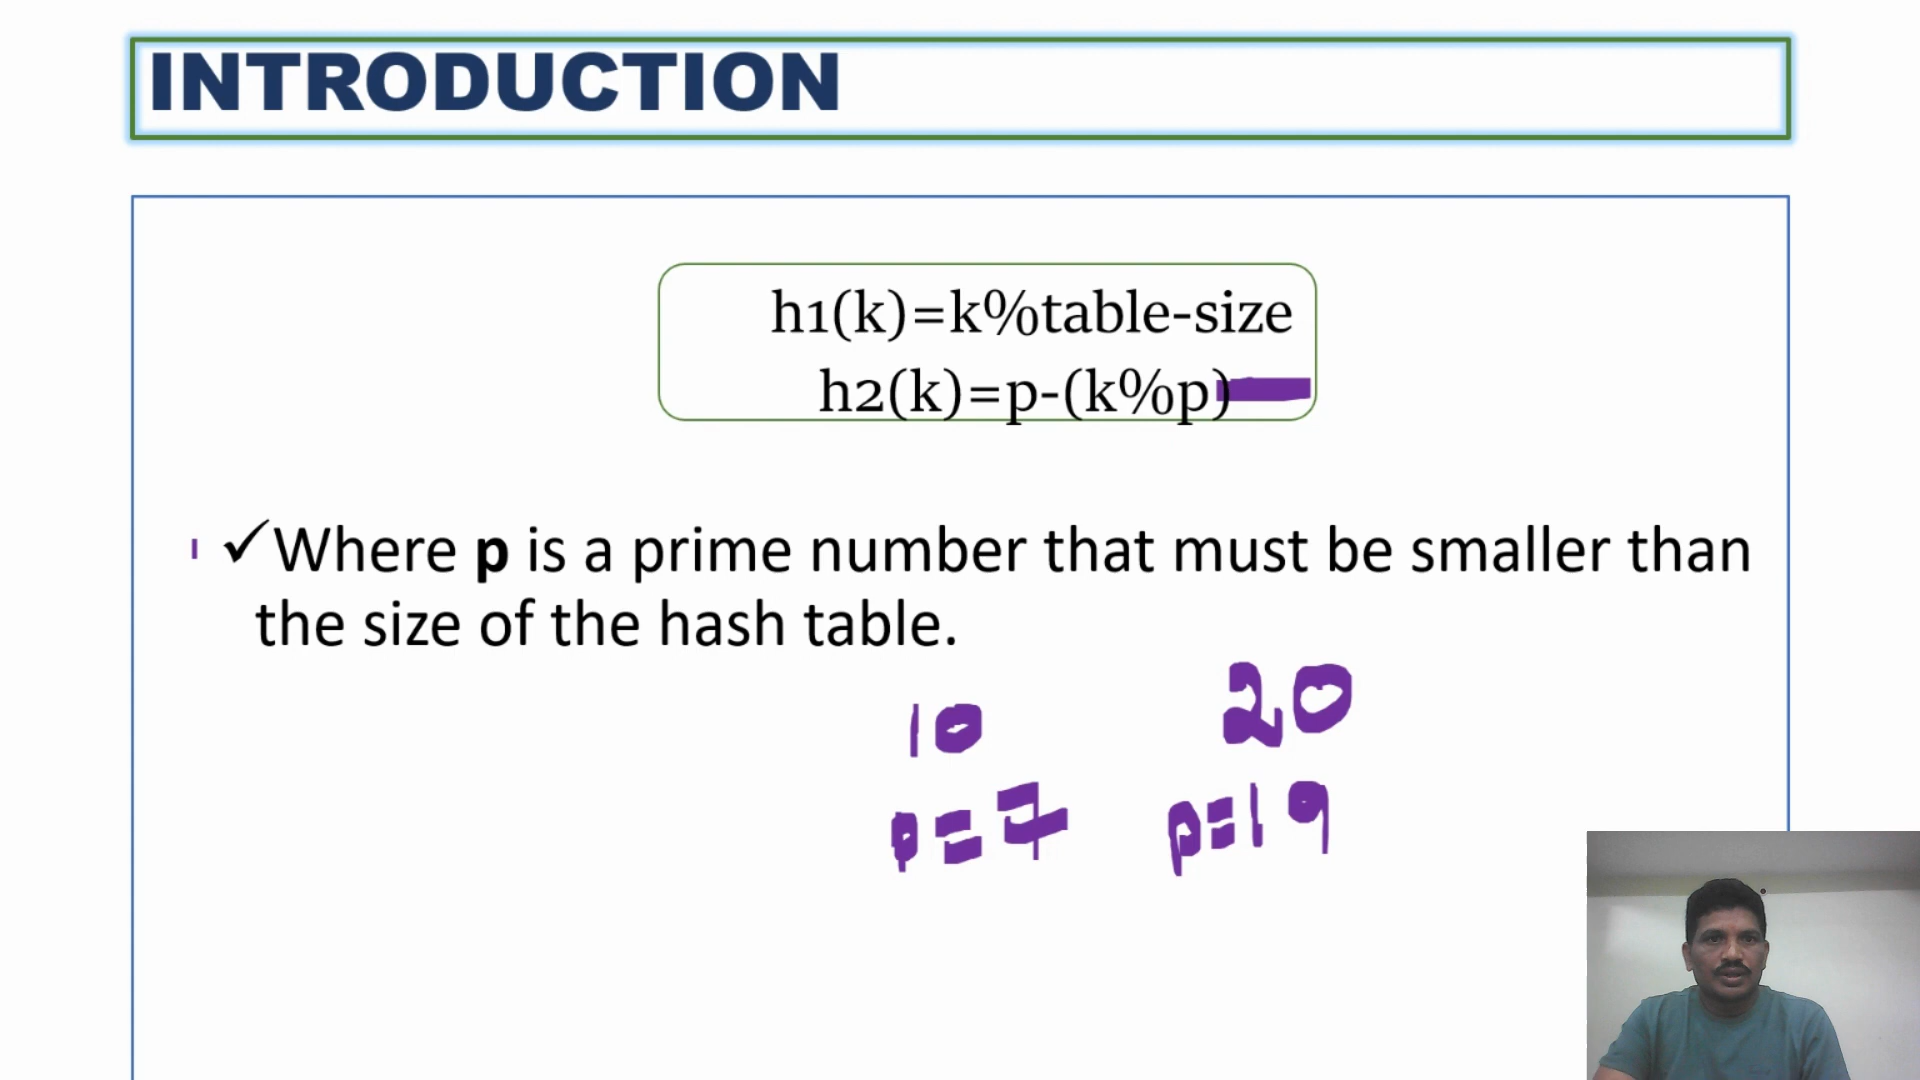 INTRODUCTION
h1(k)=k%table-size
h2(k)=p-(k%p)
✓Where p is a prime number that must be smaller than
the size of the hash table.
10 20
p=7 p=19